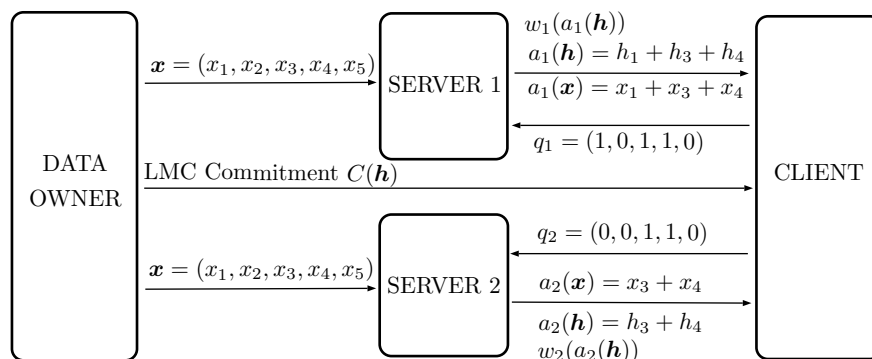 DATA
OWNER
𝒙 = (x₁, x₂, x₃, x₄, x₅)
SERVER 1
w₁(a₁(𝒉))
a₁(𝒉) = h₁ + h₃ + h₄
a₁(𝒙) = x₁ + x₃ + x₄
q₁ = (1, 0, 1, 1, 0)
LMC Commitment C(𝒉)
CLIENT
𝒙 = (x₁, x₂, x₃, x₄, x₅)
SERVER 2
q₂ = (0, 0, 1, 1, 0)
a₂(𝒙) = x₃ + x₄
a₂(𝒉) = h₃ + h₄
w₂(a₂(𝒉))